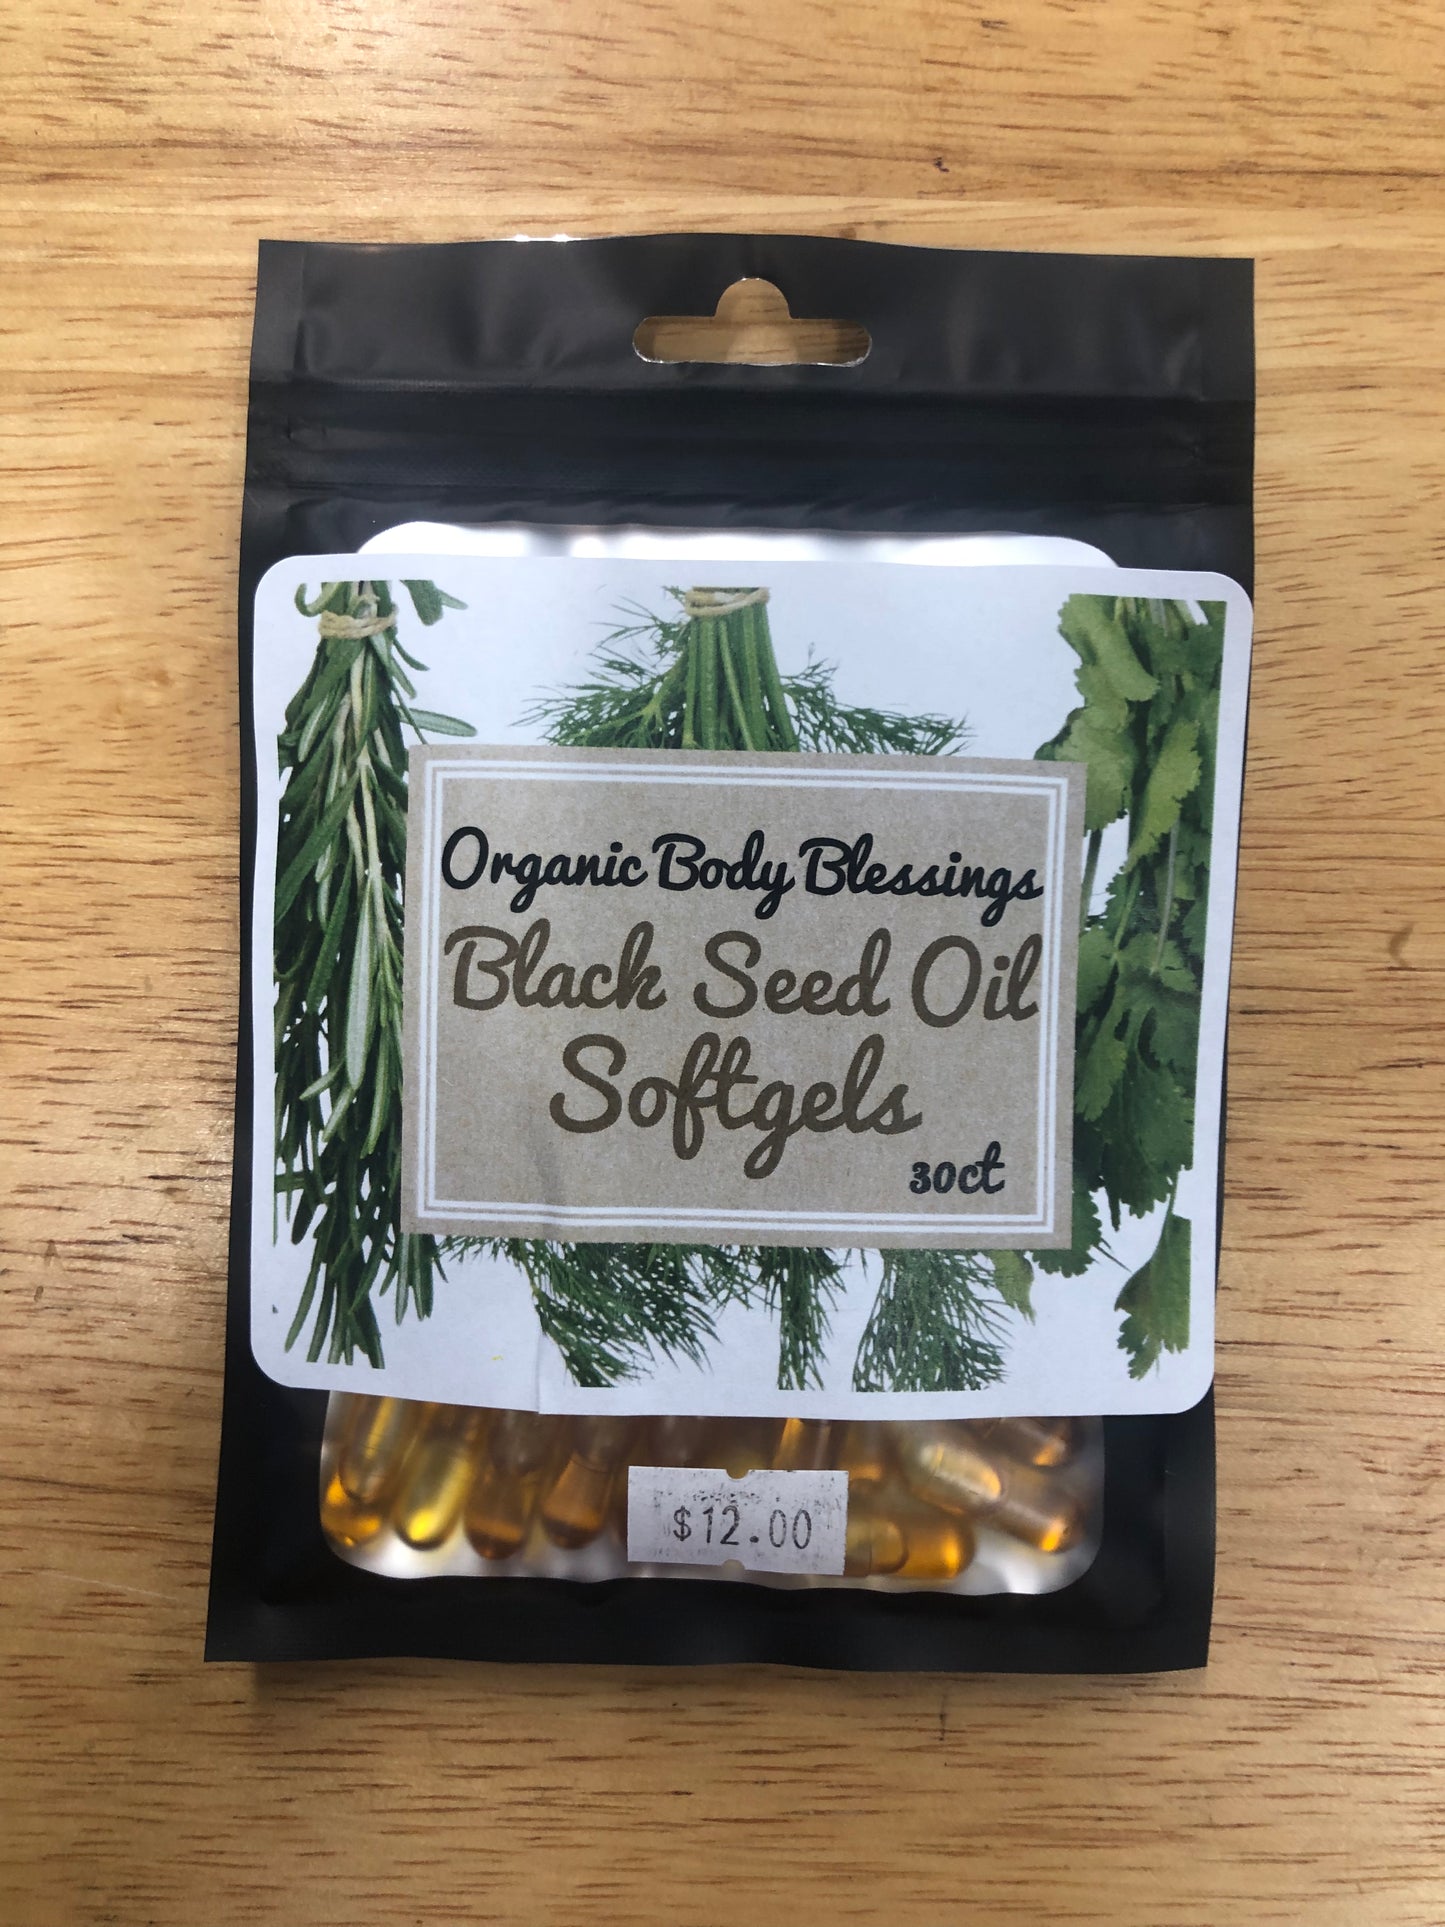 Organic Body Blessings
Black Seed Oil
Softgels
30ct
$12.00